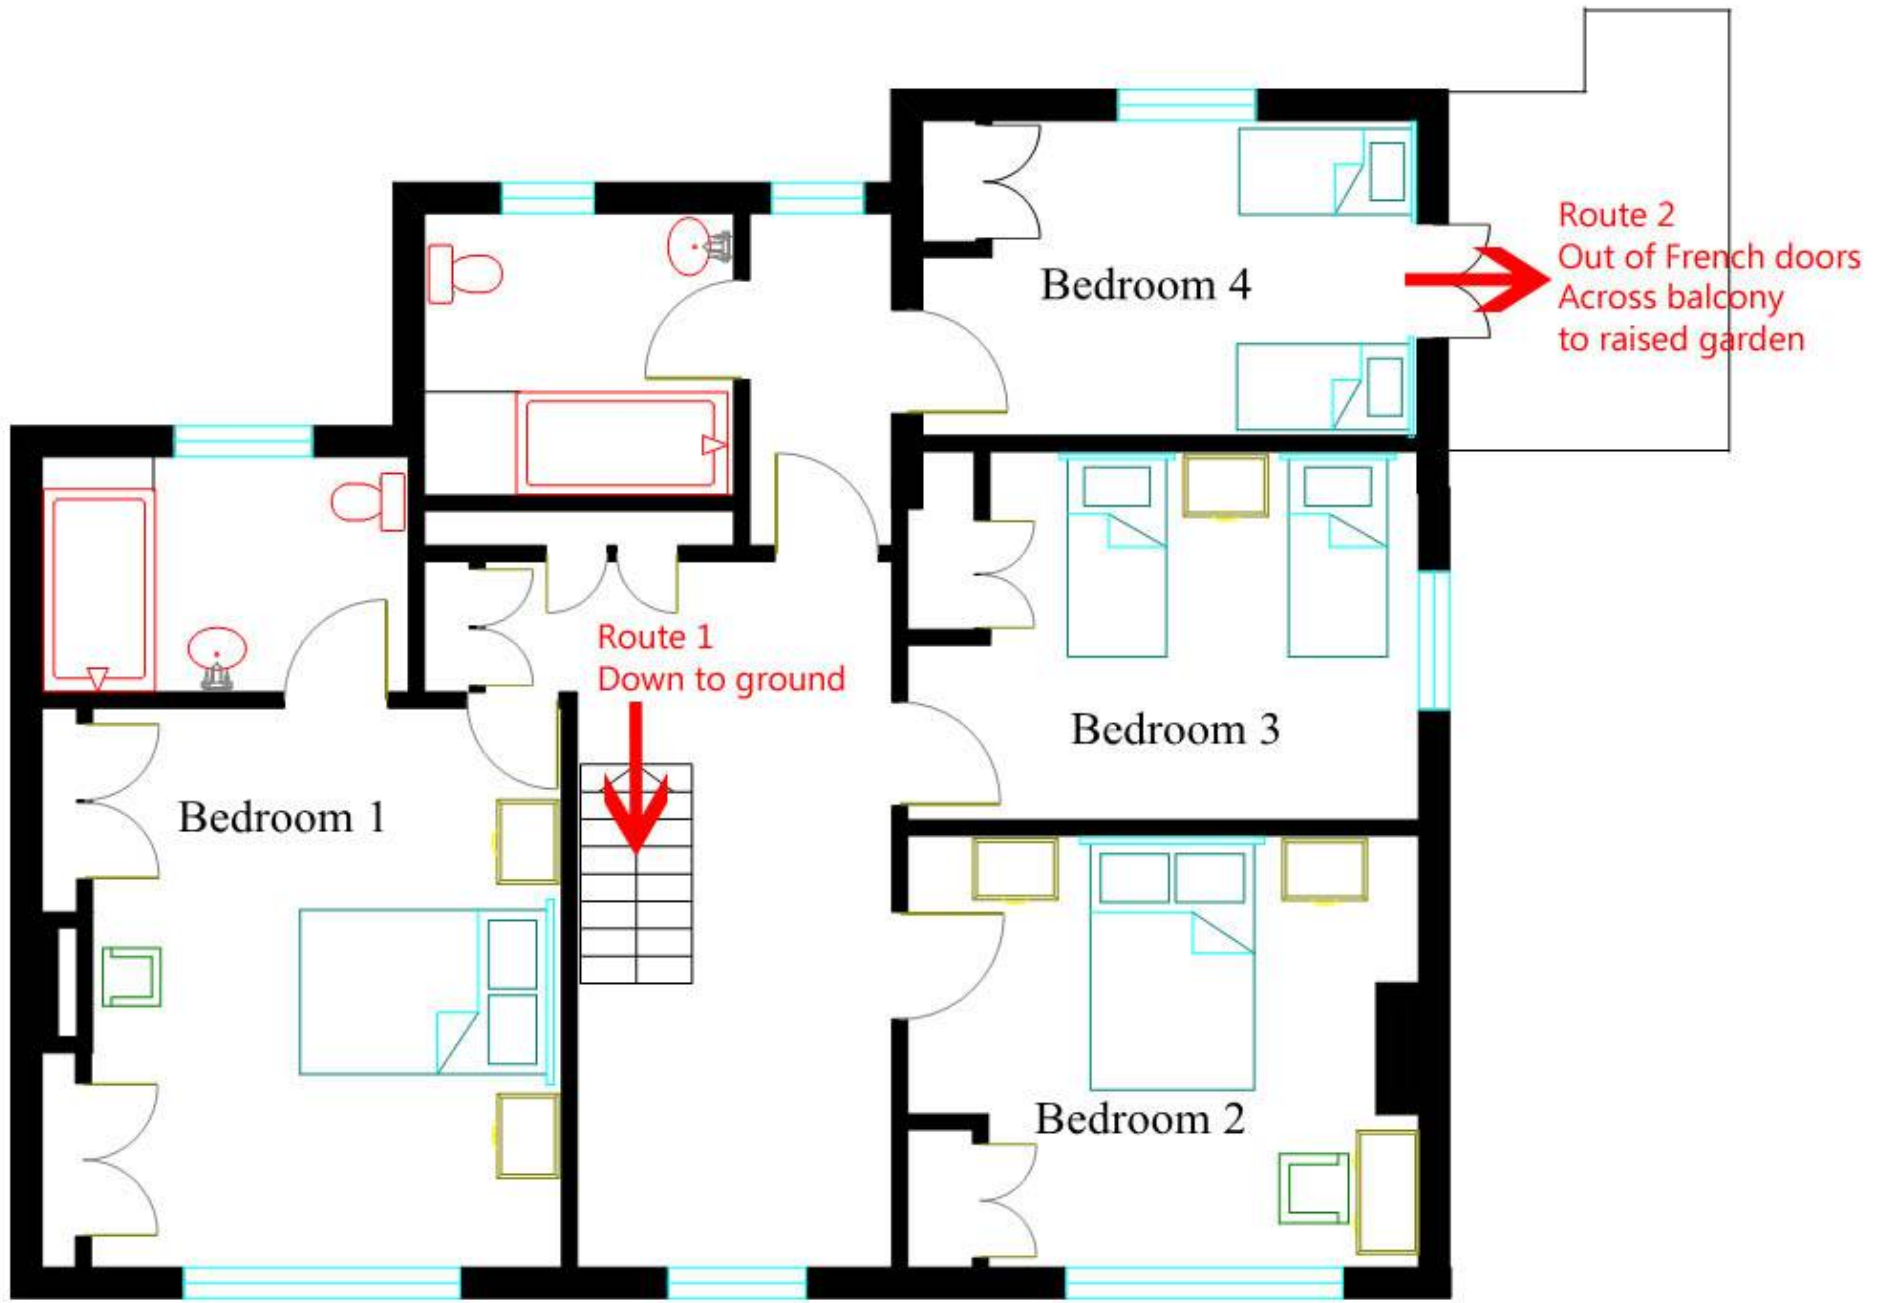 Route 2
Out of French doors
Across balcony
to raised garden
Bedroom 4
Route 1
Down to ground
Bedroom 3
Bedroom 1
Bedroom 2